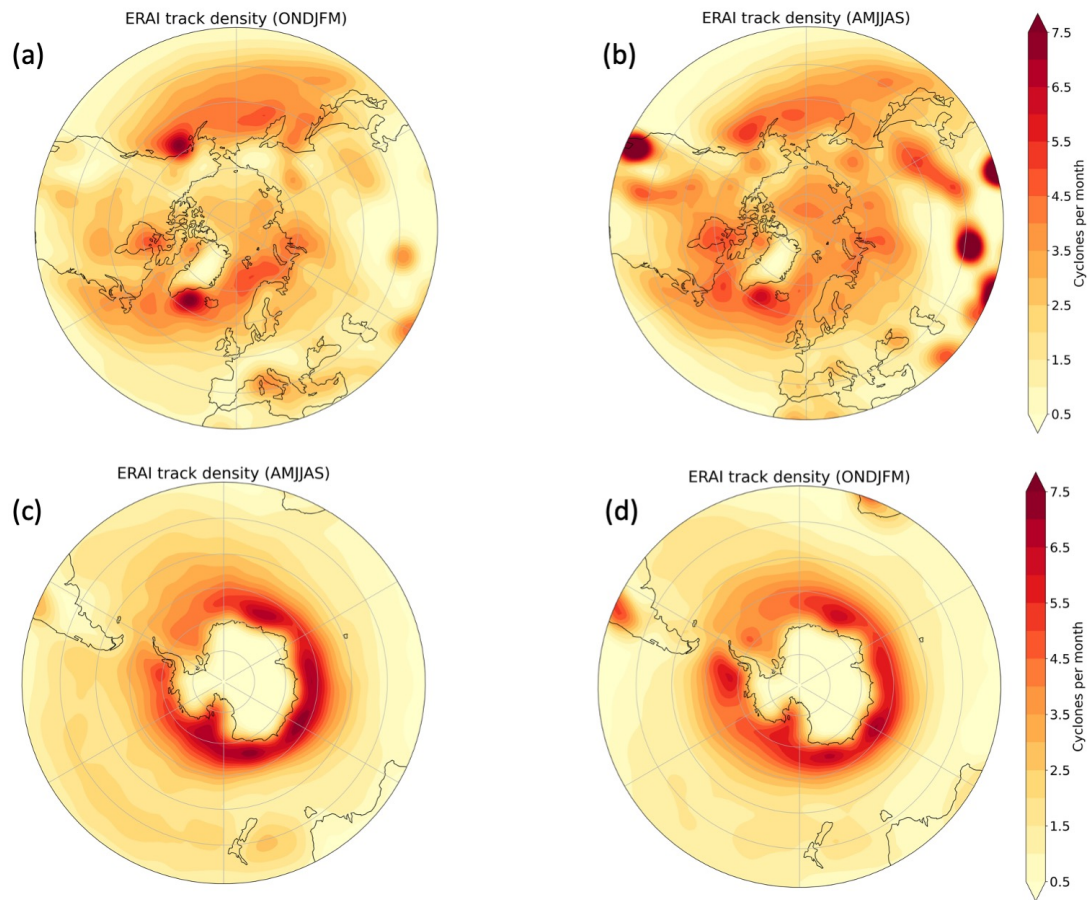 ERAI track density (ONDJFM)
(a)
ERAI track density (AMJJAS)
(b)
7.5
6.5
5.5
4.5
3.5
2.5
1.5
0.5
Cyclones per month
ERAI track density (AMJJAS)
(c)
ERAI track density (ONDJFM)
(d)
7.5
6.5
5.5
4.5
3.5
2.5
1.5
0.5
Cyclones per month